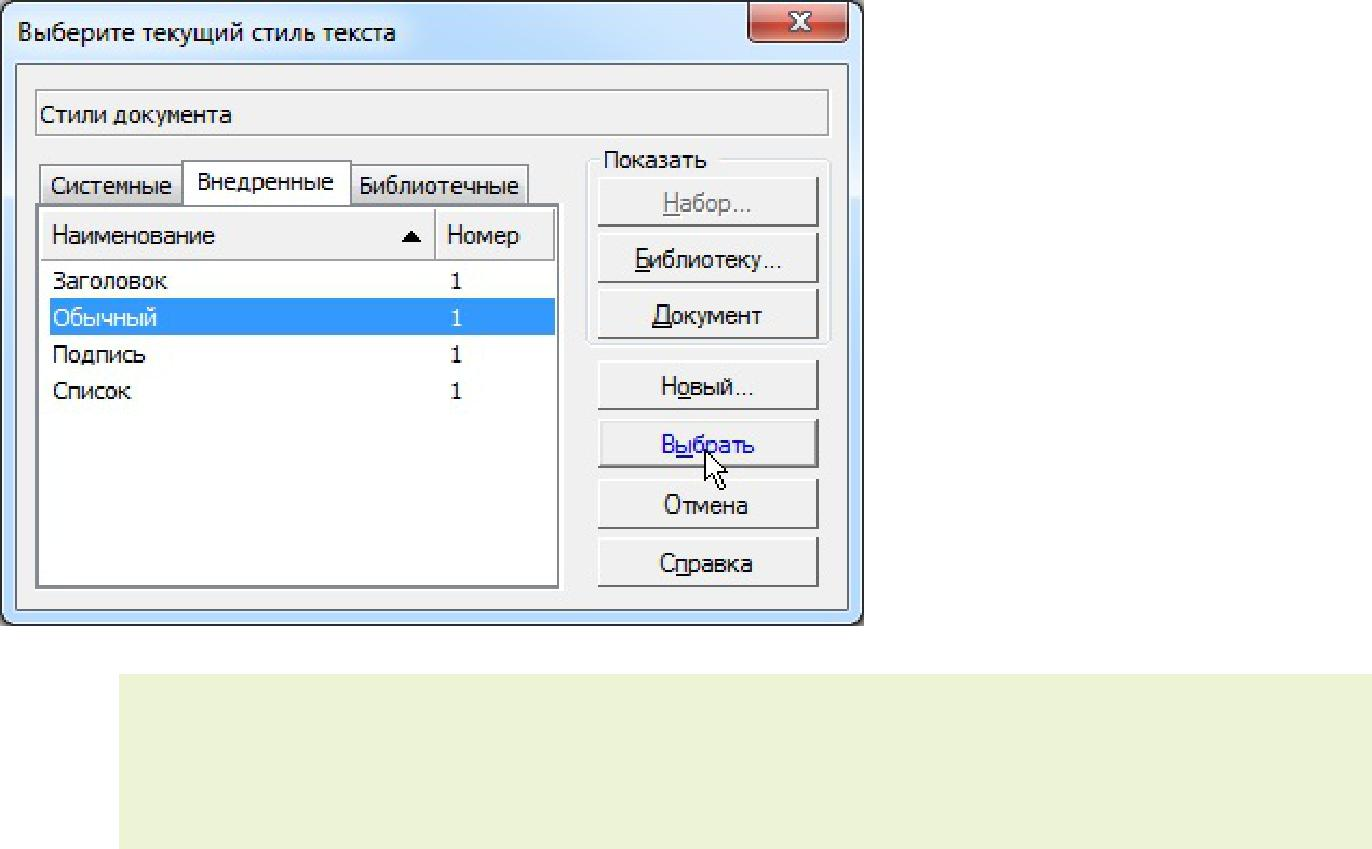 Выберите текущий стиль текста
Стили документа
Системные Внедренные Библиотечные
Наименование Номер
Заголовок 1
Обычный 1
Подпись 1
Список 1
Показать
Набор...
Библиотеку...
Документ
Новый...
Выбрать
Отмена
Справка